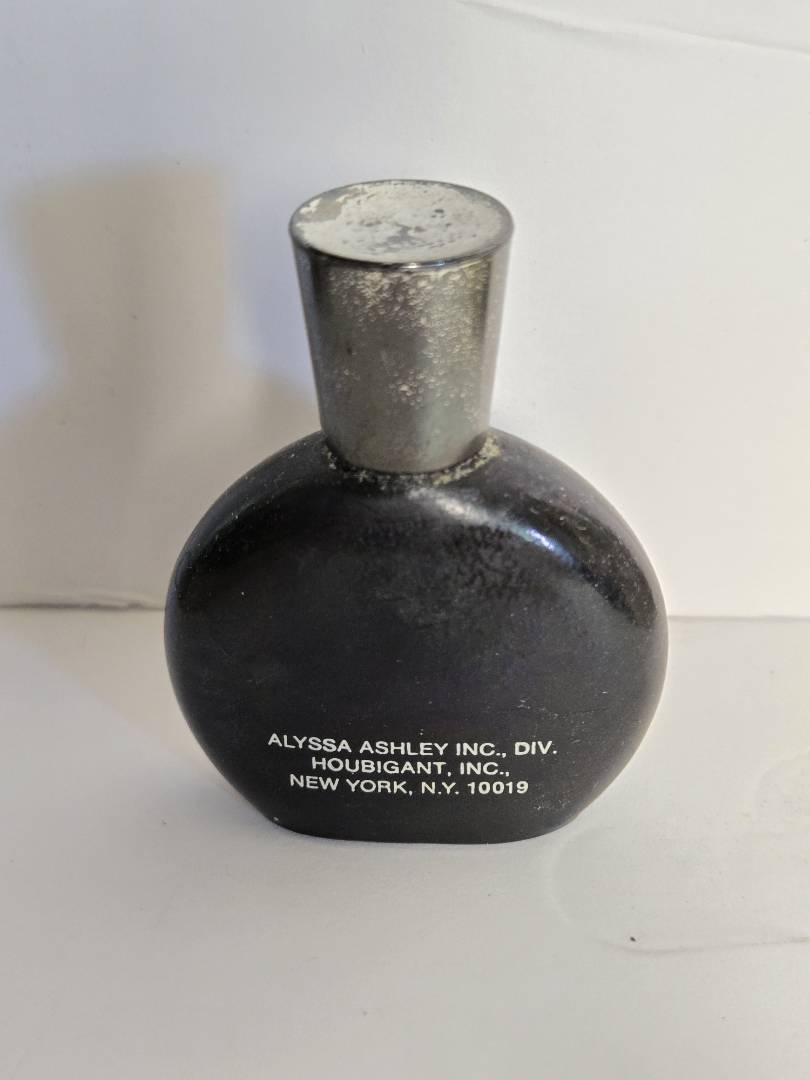 ALYSSA ASHLEY INC., DIV.
HOUBIGANT, INC.,
NEW YORK, N.Y. 10019